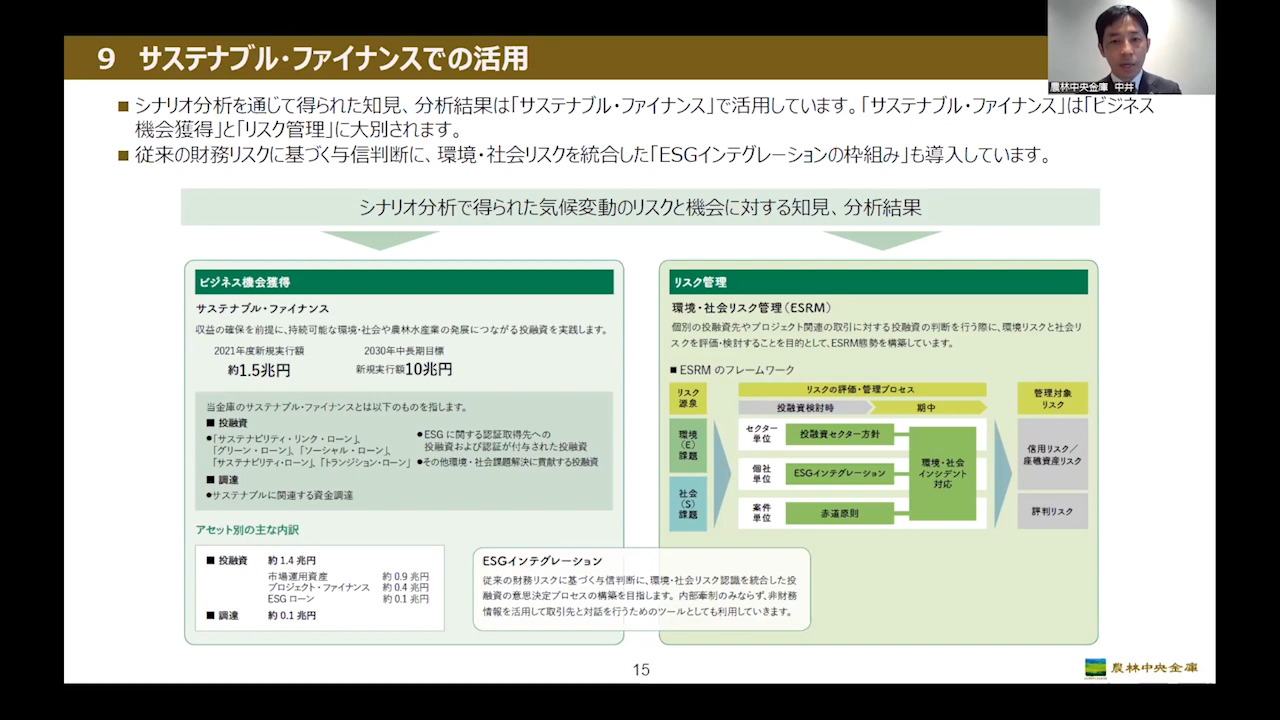 9 サステナブル・ファイナンスでの活用
農林中央金庫 中井
■ シナリオ分析を通じて得られた知見、分析結果は「サステナブル・ファイナンス」で活用しています。「サステナブル・ファイナンス」は「ビジネス
機会獲得」と「リスク管理」に大別されます。
■ 従来の財務リスクに基づく与信判断に、環境・社会リスクを統合した「ESGインテグレーションの枠組み」も導入しています。
シナリオ分析で得られた気候変動のリスクと機会に対する知見、分析結果
ビジネス機会獲得
サステナブル・ファイナンス
収益の確保を前提に、持続可能な環境・社会や農林水産業の発展につながる投融資を実践します。
2021年度新規実行額
約1.5兆円
2030年中長期目標
新規実行額10兆円
当金庫のサステナブル・ファイナンスとは以下のものを指します。
■ 投融資
●「サステナビリティ・リンク・ローン」、
「グリーン・ローン」、「ソーシャル・ローン」、
「サステナビリティ・ローン」、「トランジション・ローン」
●ESG に関する認証取得先への
投融資および認証が付与された投融資
●その他環境・社会課題解決に貢献する投融資
■ 調達
●サステナブルに関連する資金調達
アセット別の主な内訳
■ 投融資 約 1.4 兆円
市場運用資産 約 0.9 兆円
プロジェクト・ファイナンス 約 0.4 兆円
ESG ローン 約 0.1 兆円
■ 調達 約 0.1 兆円
リスク管理
環境・社会リスク管理(ESRM)
個別の投融資先やプロジェクト関連の取引に対する投融資の判断を行う際に、環境リスクと社会リ
スクを評価・検討することを目的として、ESRM態勢を構築しています。
■ ESRM のフレームワーク
リスク
源泉
環境
(E)
課題
社会
(S)
課題
リスクの評価・管理プロセス
投融資検討時
期中
セクター
単位
投融資セクター方針
個社
単位
ESGインテグレーション
案件
単位
赤道原則
環境・社会
インシデント
対応
管理対象
リスク
信用リスク/
座礁資産リスク
評判リスク
ESGインテグレーション
従来の財務リスクに基づく与信判断に、環境・社会リスク認識を統合した投
融資の意思決定プロセスの構築を目指します。内部牽制のみならず、非財務
情報を活用して取引先と対話を行うためのツールとしても利用していきます。
15
農林中央金庫